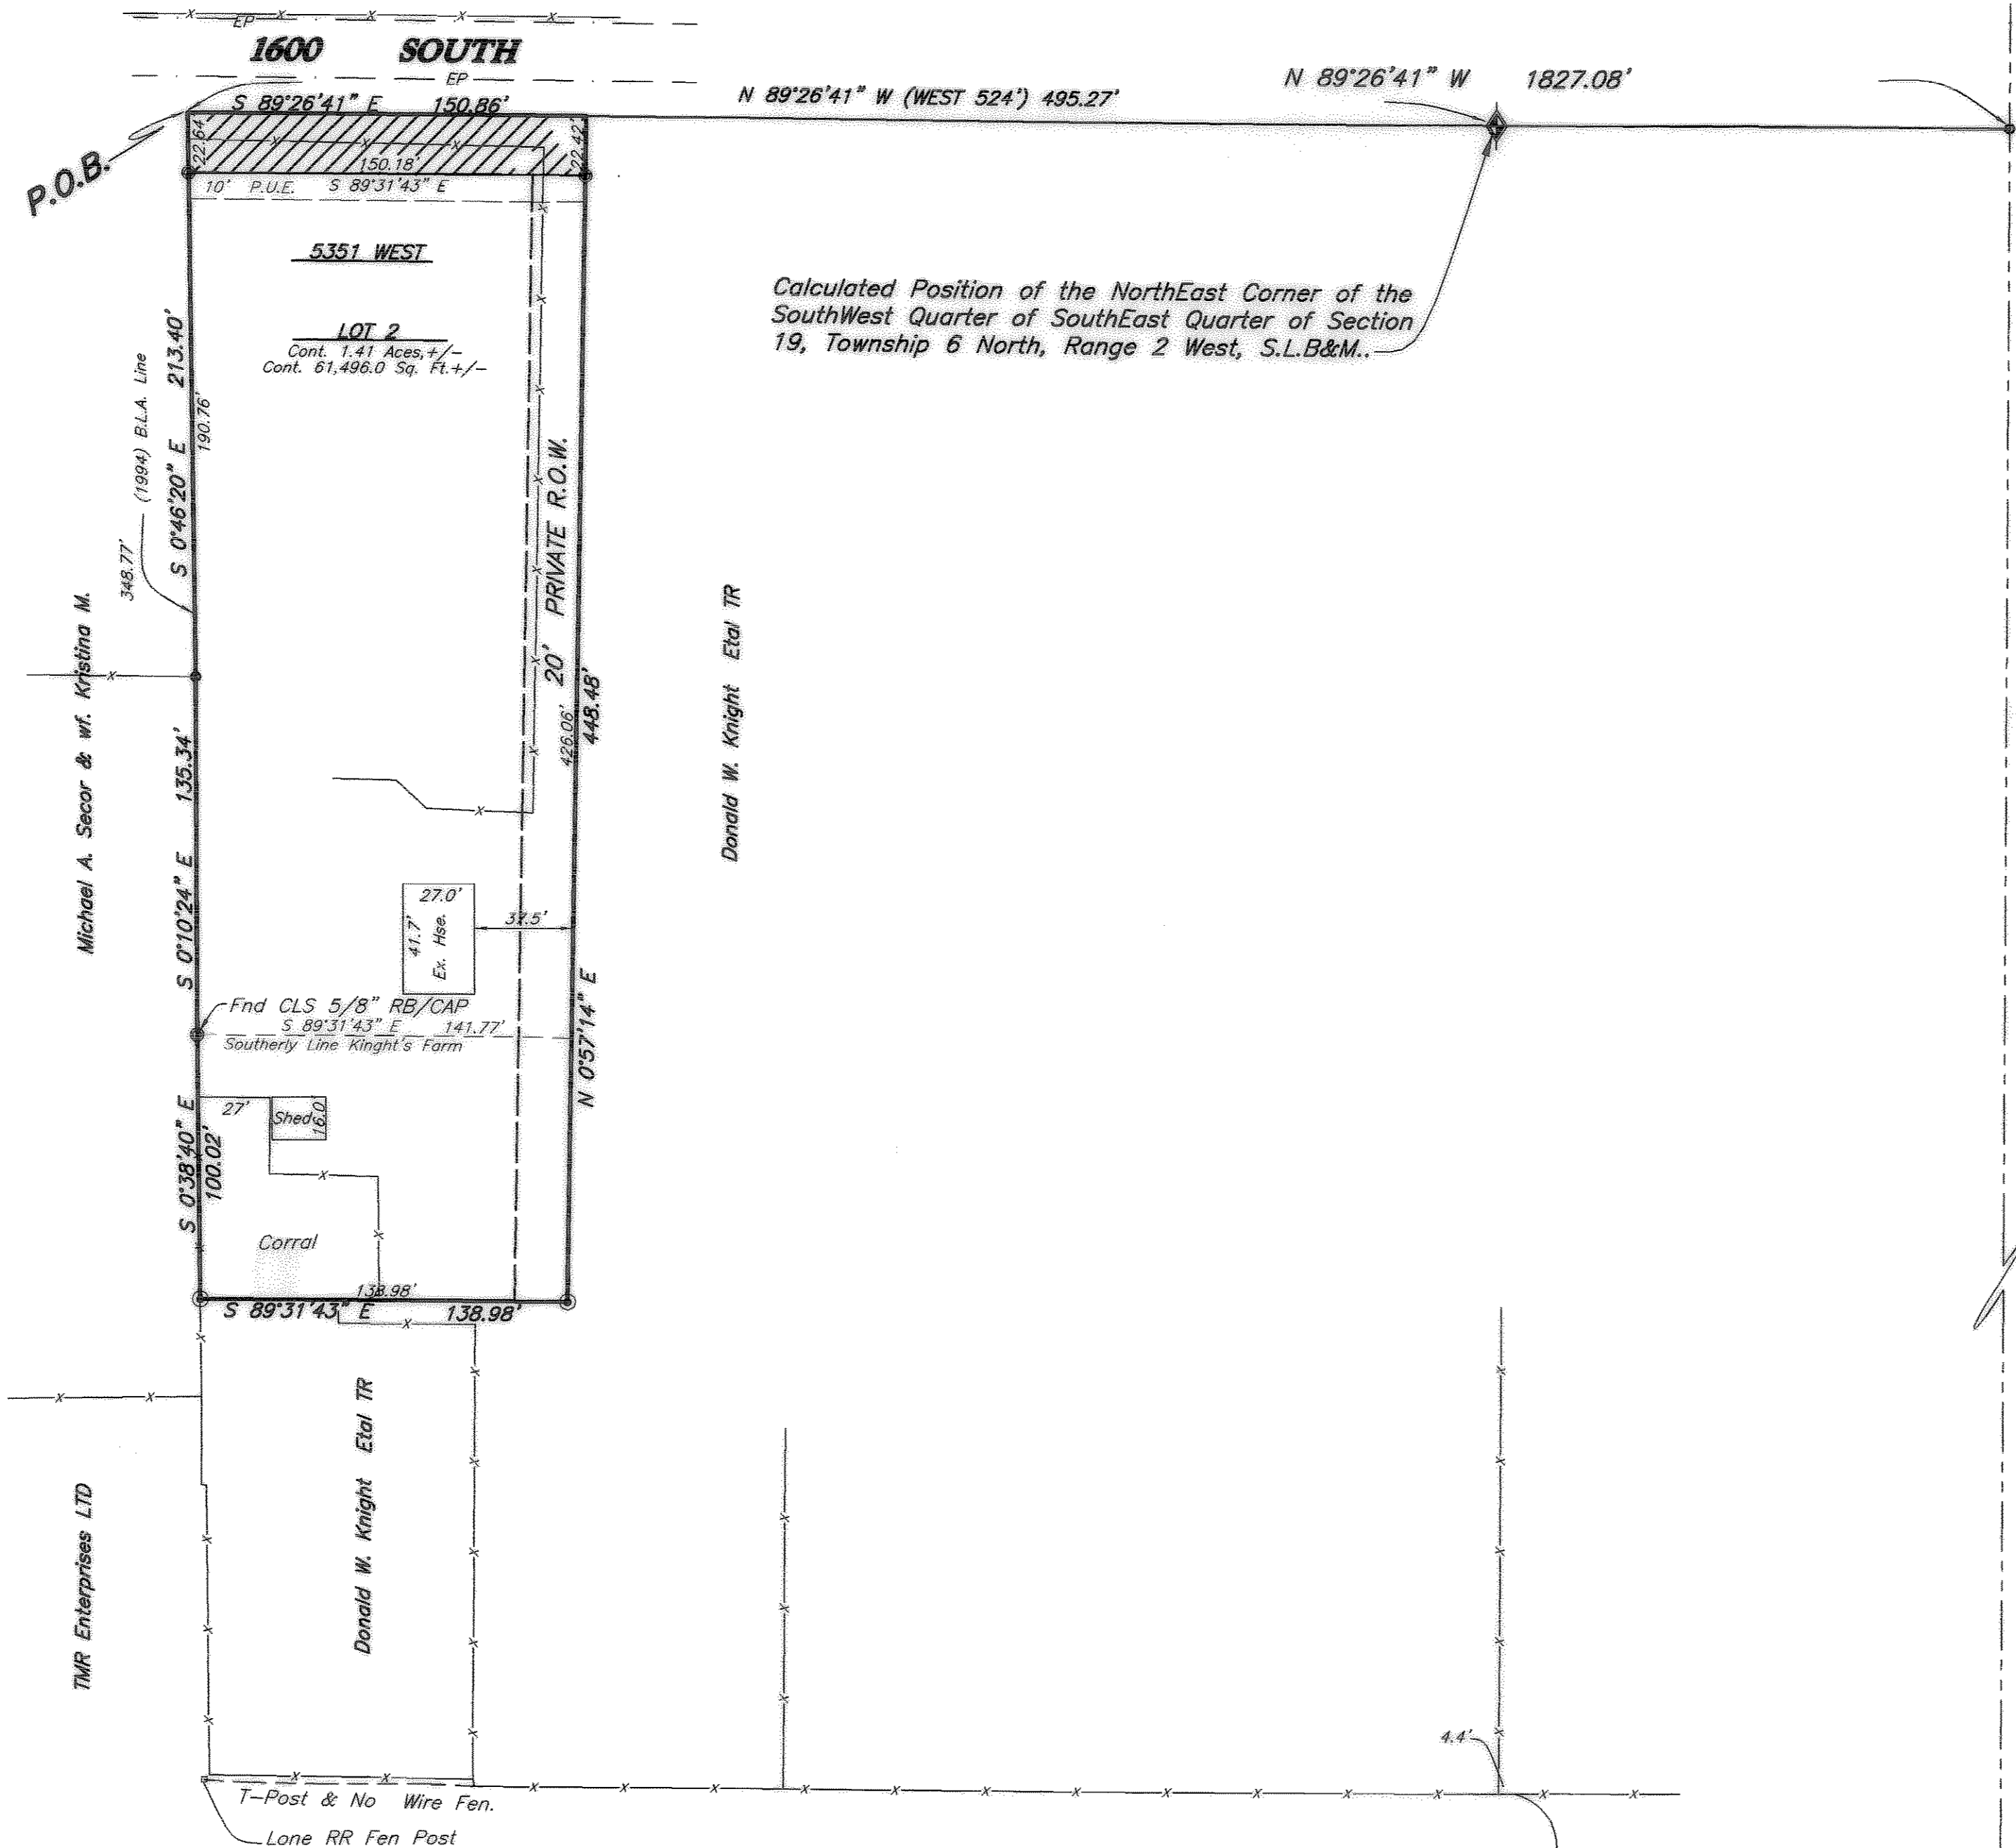 EP
1600 SOUTH
EP
N 89°26'41" W 1827.08'
S 89°26'41" E 150.86'
N 89°26'41" W (WEST 524') 495.27'
P.O.B.
22.64'
22.42'
150.18'
10' P.U.E. S 89°31'43" E
5351 WEST
LOT 2
Cont. 1.41 Aces,+/-
Cont. 61,496.0 Sq. Ft.+/-
Calculated Position of the NorthEast Corner of the
SouthWest Quarter of SouthEast Quarter of Section
19, Township 6 North, Range 2 West, S.L.B&M..
S 0°46'20" E 213.40'
190.76'
(1994) B.L.A. Line
348.77'
20' PRIVATE R.O.W.
426.06'
448.48'
N 0°57'14" E
Michael A. Secor & wf. Kristina M.
Donald W. Knight Etal TR
S 0°10'24" E 135.34'
27.0'
41.7'
Ex. Hse.
37.5'
Fnd CLS 5/8" RB/CAP
S 89°31'43" E 141.77'
Southerly Line Kinght's Farm
S 0°38'40" E
100.02'
27'
Shed
16.0'
Corral
138.98'
S 89°31'43" E 138.98'
TMR Enterprises LTD
Donald W. Knight Etal TR
4.4'
T-Post & No Wire Fen.
Lone RR Fen Post